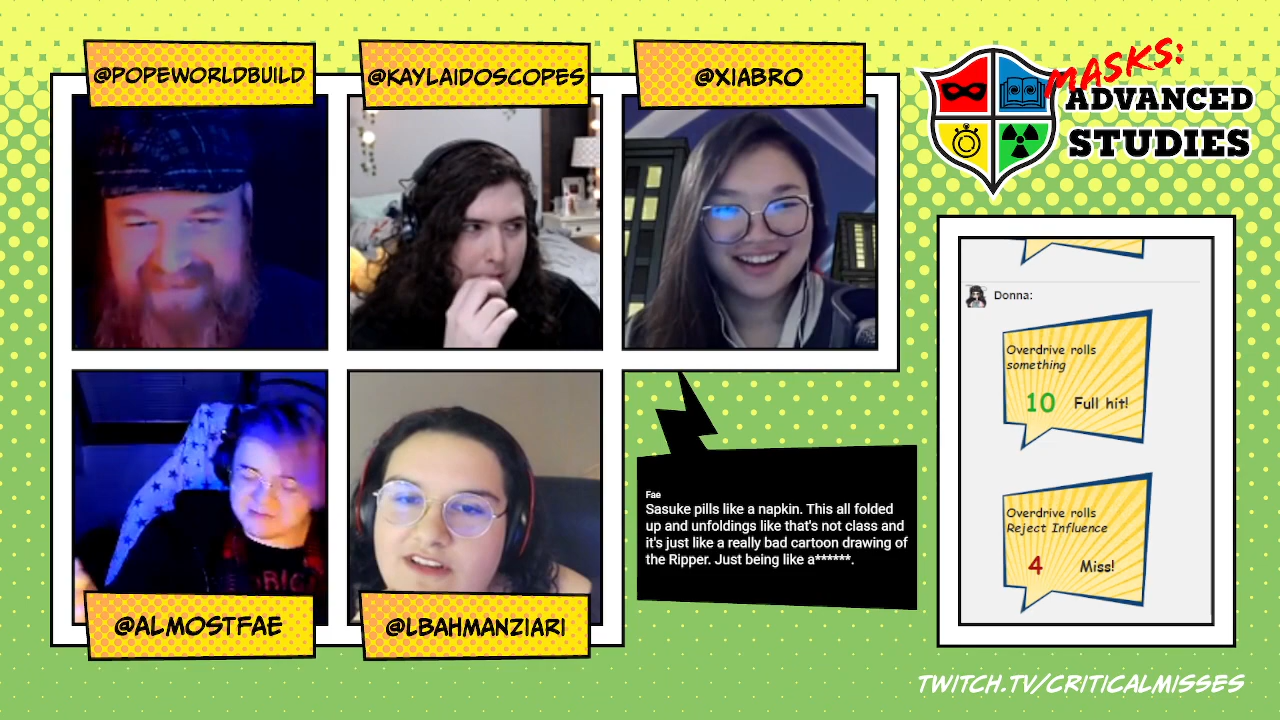 @POPEWORLDBUILD
@KAYLAIDOSCOPES
@XIABRO
MASKS:
ADVANCED
STUDIES
Donna:
Overdrive rolls
something
10 Full hit!
Overdrive rolls
Reject Influence
4 Miss!
Fae
Sasuke pills like a napkin. This all folded
up and unfoldings like that's not class and
it's just like a really bad cartoon drawing of
the Ripper. Just being like a******.
@ALMOSTFAE
@LBAHMANZIARI
TWITCH.TV/CRITICALMISSES